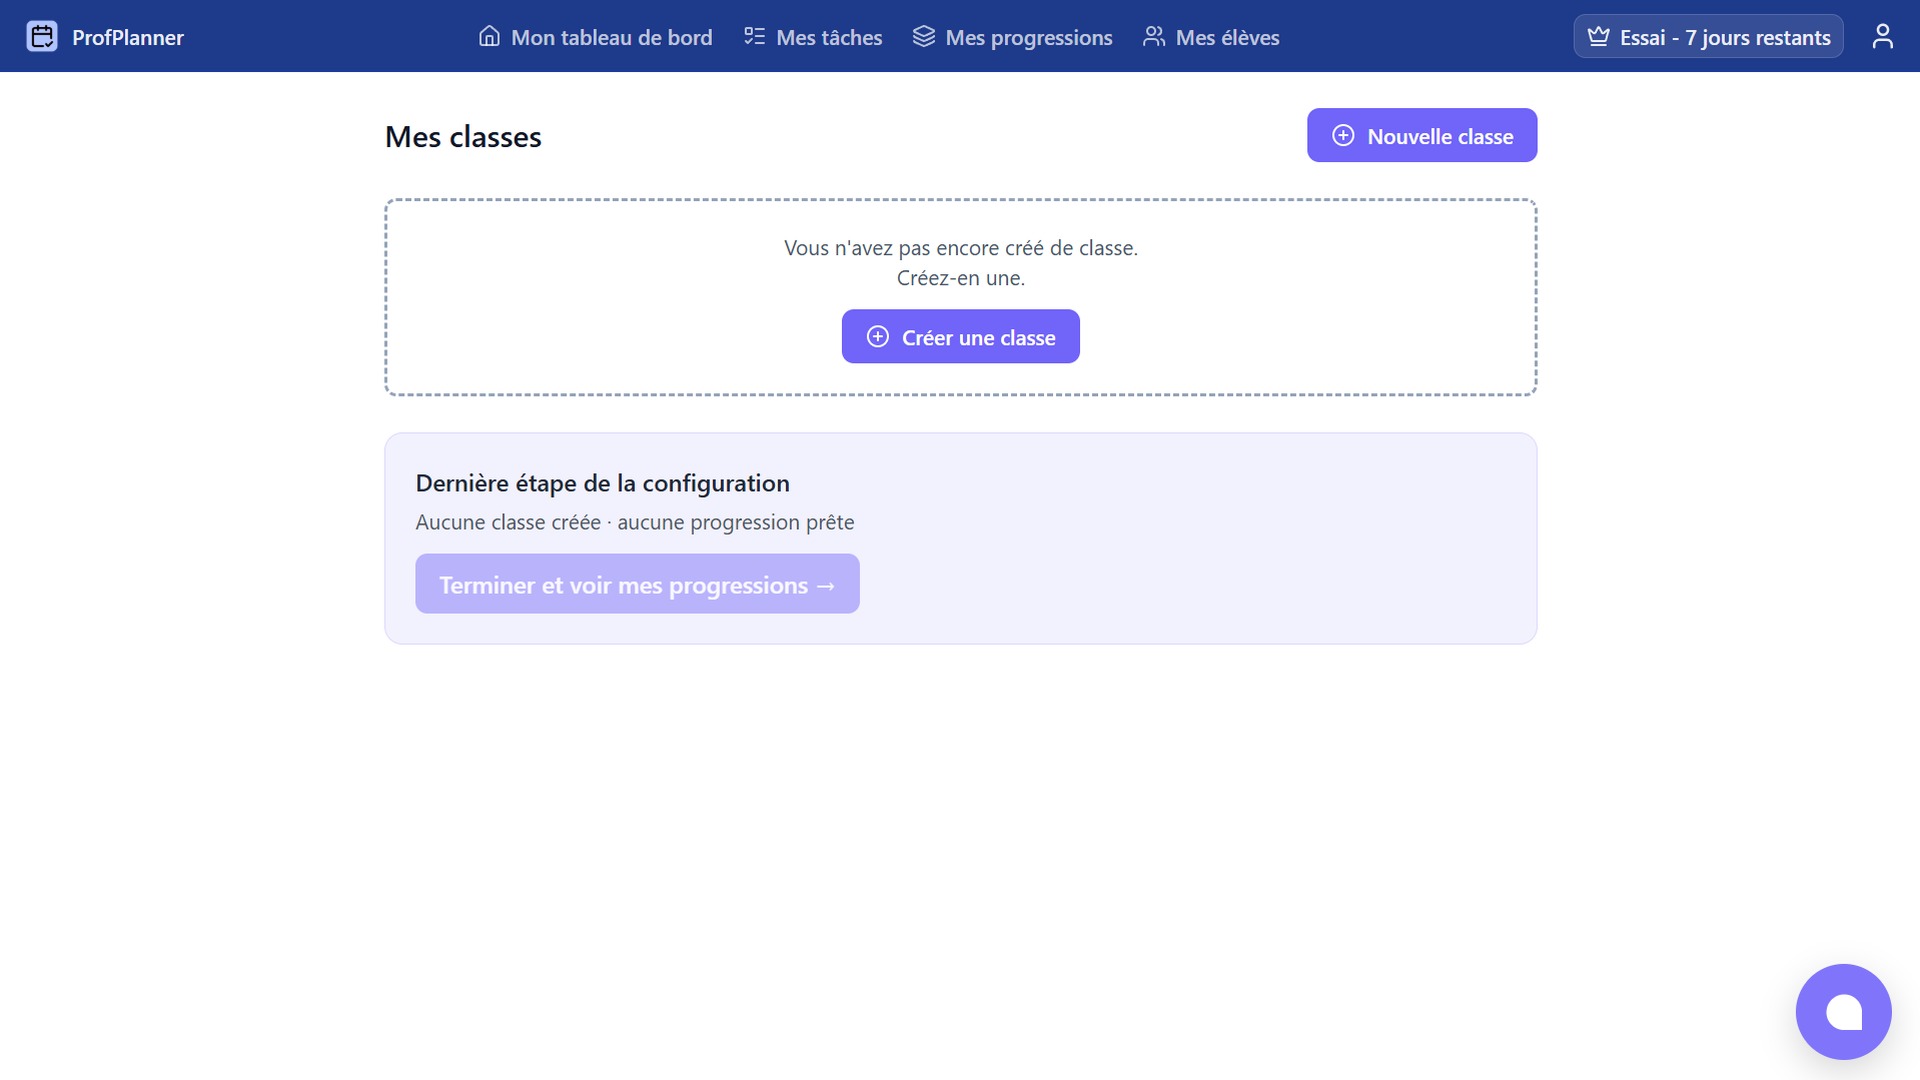 ProfPlanner
Mon tableau de bord
Mes tâches
Mes progressions
Mes élèves
Essai - 7 jours restants
Mes classes
Nouvelle classe
Vous n'avez pas encore créé de classe.
Créez-en une.
Créer une classe
Dernière étape de la configuration
Aucune classe créée · aucune progression prête
Terminer et voir mes progressions →